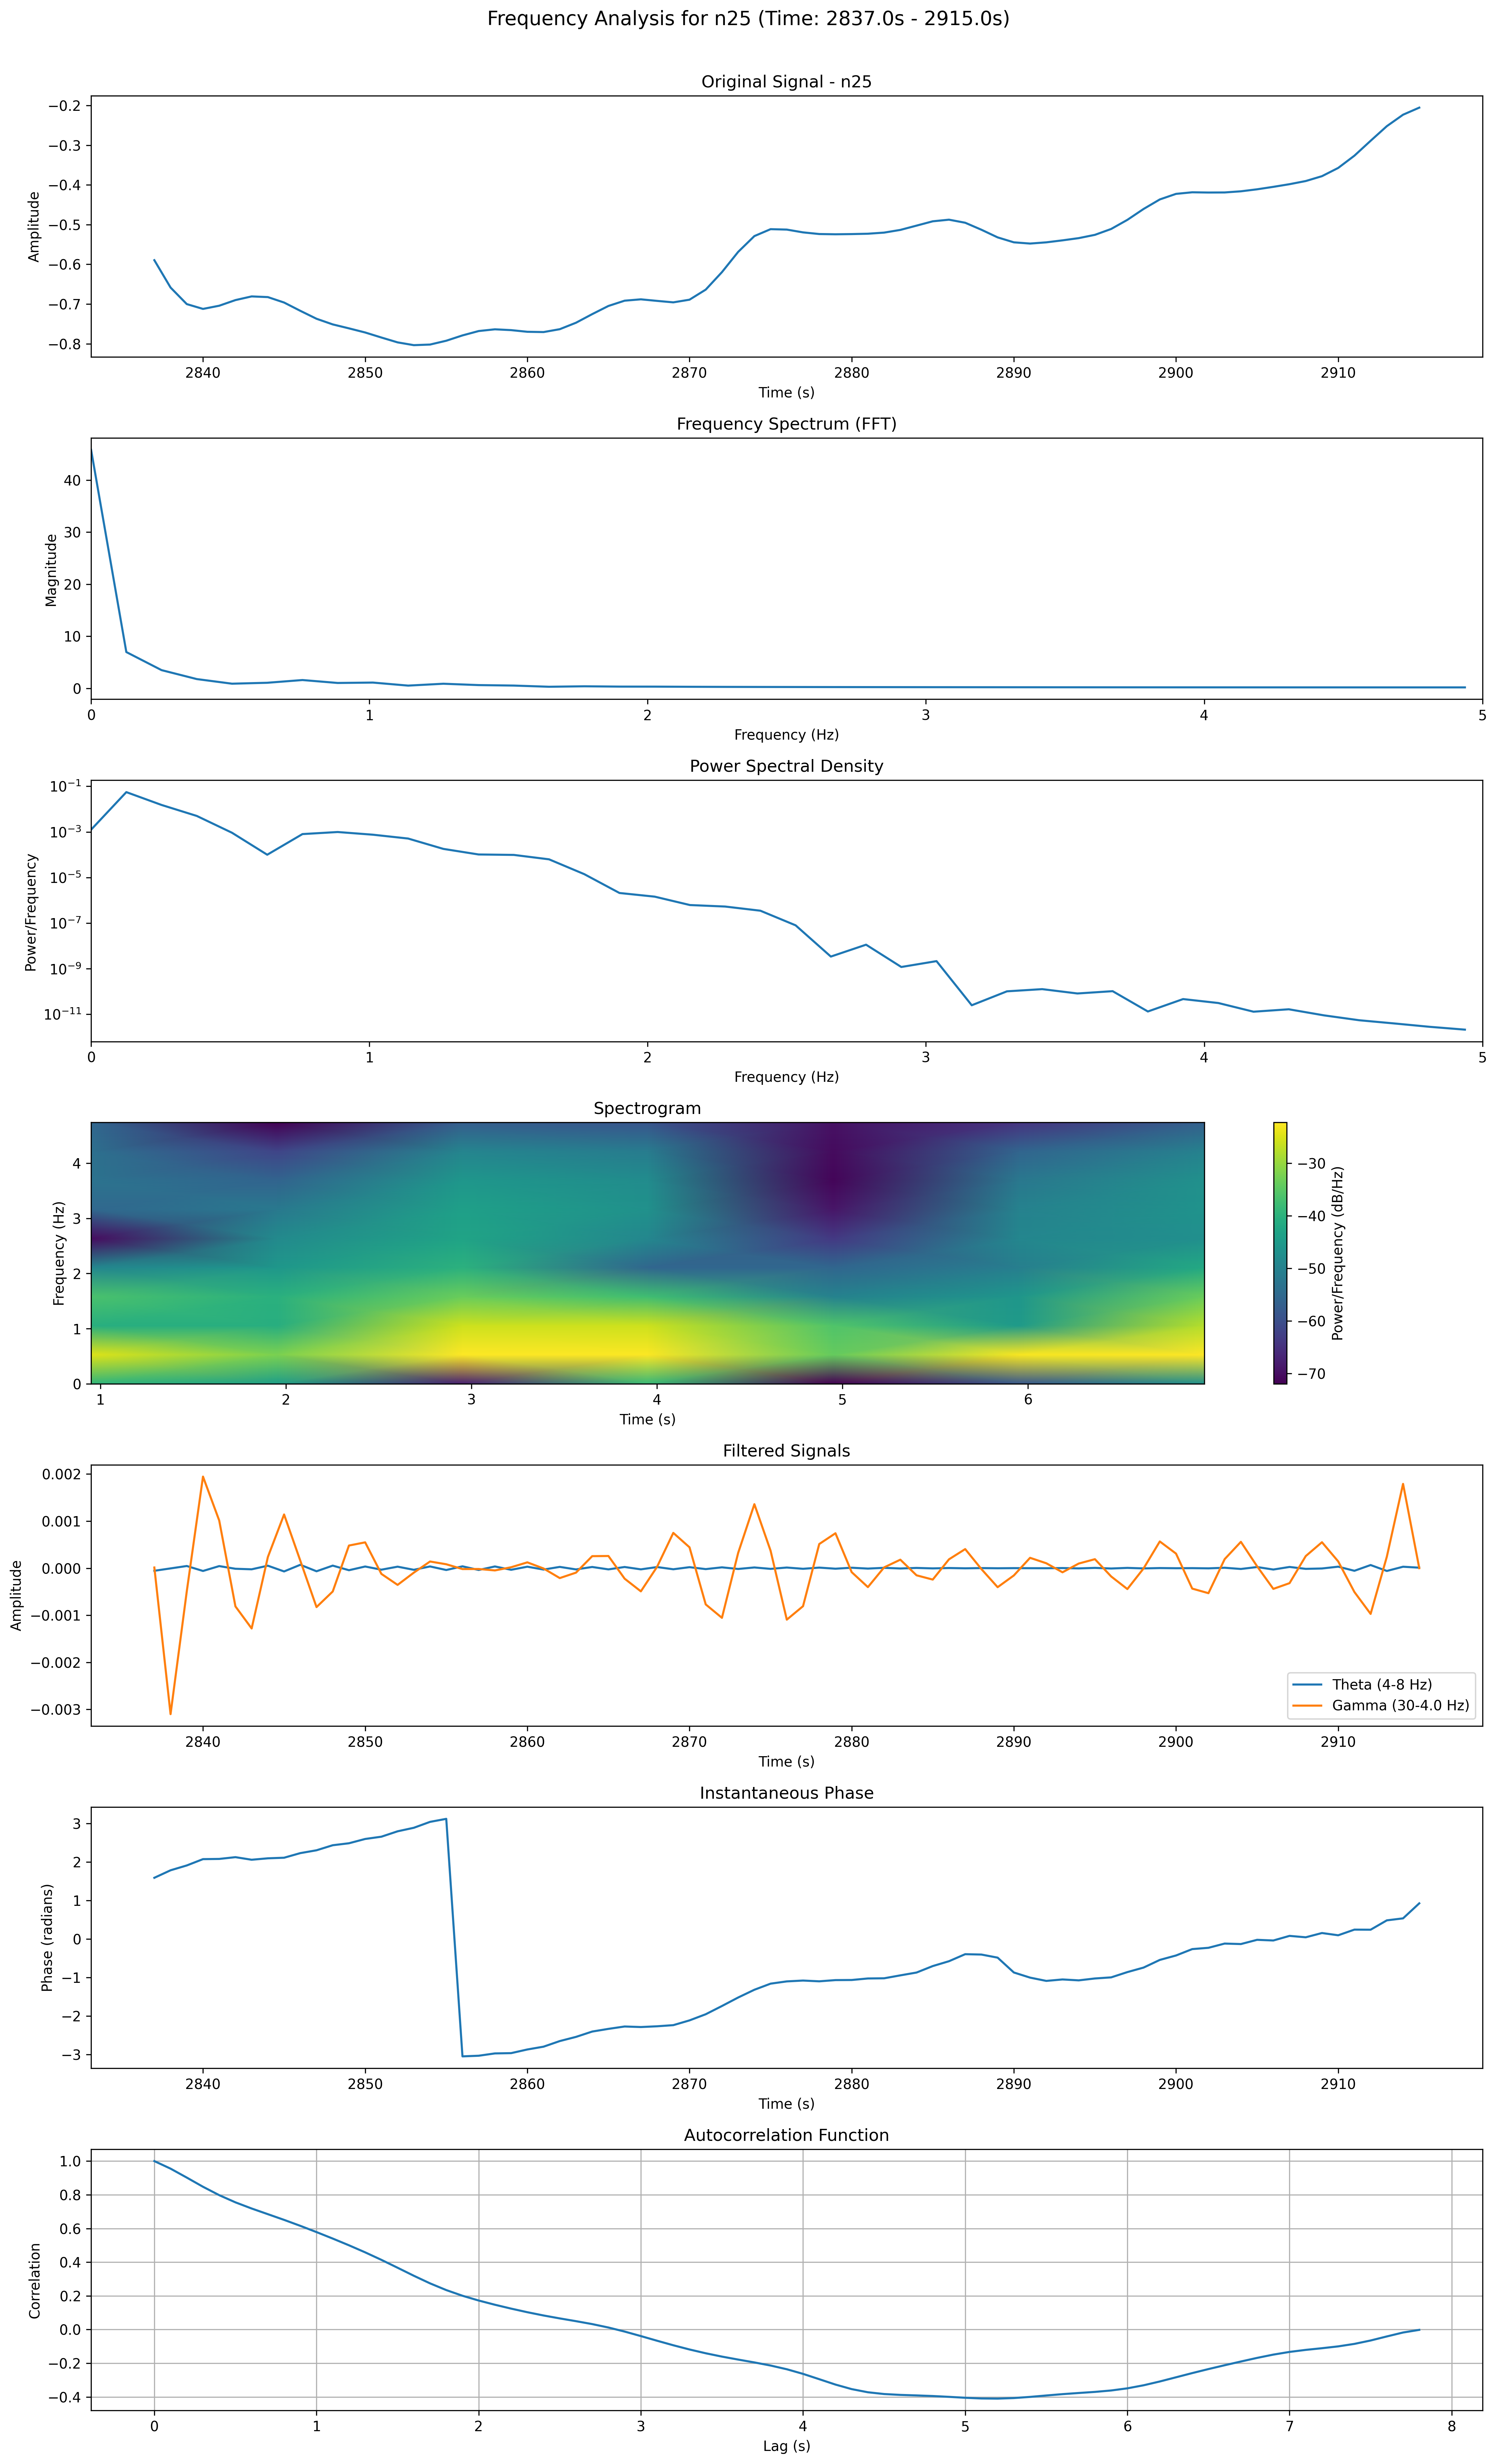 Frequency Analysis for n25 (Time: 2837.0s - 2915.0s)
Original Signal - n25
Amplitude
−0.2
−0.3
−0.4
−0.5
−0.6
−0.7
−0.8
2840 2850 2860 2870 2880 2890 2900 2910
Time (s)
Frequency Spectrum (FFT)
Magnitude
40
30
20
10
0
0 1 2 3 4 5
Frequency (Hz)
Power Spectral Density
Power/Frequency
10⁻¹
10⁻³
10⁻⁵
10⁻⁷
10⁻⁹
10⁻¹¹
0 1 2 3 4 5
Frequency (Hz)
Spectrogram
Frequency (Hz)
4
3
2
1
0
1 2 3 4 5 6
Time (s)
−30
−40
−50
−60
−70
Power/Frequency (dB/Hz)
Filtered Signals
Amplitude
0.002
0.001
0.000
−0.001
−0.002
−0.003
Theta (4-8 Hz)
Gamma (30-4.0 Hz)
2840 2850 2860 2870 2880 2890 2900 2910
Time (s)
Instantaneous Phase
Phase (radians)
3
2
1
0
−1
−2
−3
2840 2850 2860 2870 2880 2890 2900 2910
Time (s)
Autocorrelation Function
Correlation
1.0
0.8
0.6
0.4
0.2
0.0
−0.2
−0.4
0 1 2 3 4 5 6 7 8
Lag (s)